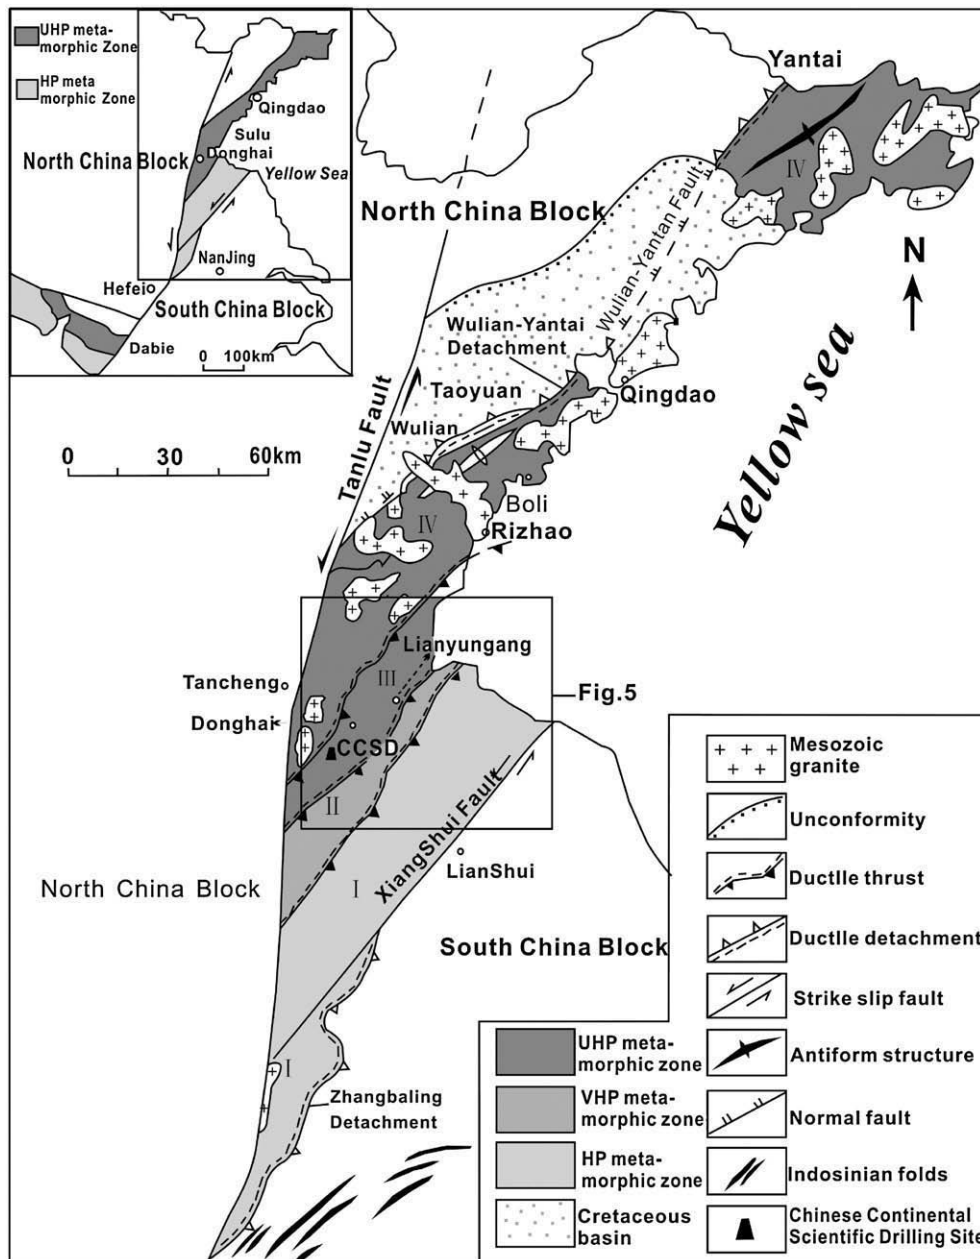 UHP meta-
morphic Zone
HP meta
morphic Zone
Qingdao
Sulu
North China Block
Donghai
Yellow Sea
NanJing
Hefei
South China Block
Dabie
0 100km
Yantai
IV
North China Block
Wulian-Yantan Fault
N
Wulian-Yantai
Detachment
Taoyuan
Qingdao
Wulian
Tanlu Fault
Yellow sea
0 30 60km
Boli
IV
Rizhao
Lianyungang
III
Tancheng
Fig.5
Donghai
CCSD
II
XiangShui Fault
LianShui
North China Block
I
South China Block
I
Zhangbaling
Detachment
Mesozoic
granite
Unconformity
Ductlle thrust
Ductlle detachment
Strike slip fault
Antiform structure
Normal fault
Indosinian folds
Chinese Continental
Scientific Drilling Site
UHP meta-
morphic zone
VHP meta-
morphic zone
HP meta-
morphic zone
Cretaceous
basin